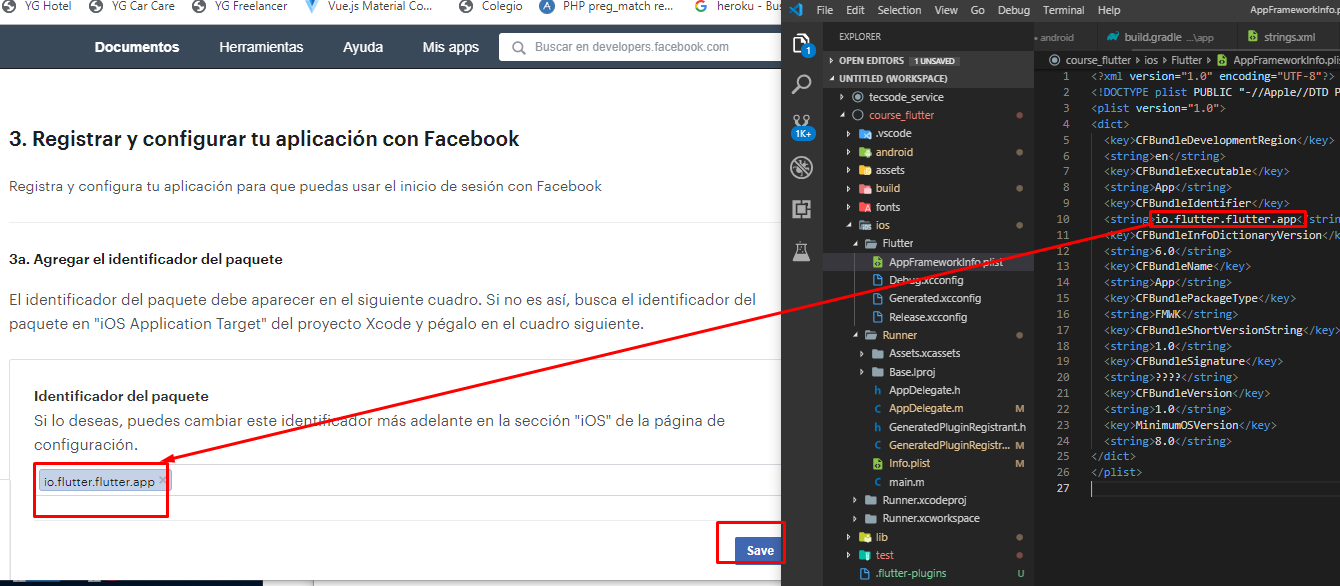 YG Hotel
YG Car Care
YG Freelancer
Vue.js Material Co...
Colegio
PHP preg_match re...
heroku - Bus
Documentos
Herramientas
Ayuda
Mis apps
Buscar en developers.facebook.com
3. Registrar y configurar tu aplicación con Facebook
Registra y configura tu aplicación para que puedas usar el inicio de sesión con Facebook
3a. Agregar el identificador del paquete
El identificador del paquete debe aparecer en el siguiente cuadro. Si no es así, busca el identificador del
paquete en "iOS Application Target" del proyecto Xcode y pégalo en el cuadro siguiente.
Identificador del paquete
Si lo deseas, puedes cambiar este identificador más adelante en la sección "iOS" de la página de
configuración.
io.flutter.flutter.app ×
Save
File Edit Selection View Go Debug Terminal Help
AppFrameworkInfo.p
1
1K+
EXPLORER
OPEN EDITORS 1 UNSAVED
UNTITLED (WORKSPACE)
tecsode_service
course_flutter
.vscode
android
assets
build
fonts
ios
Flutter
AppFrameworkInfo.plist
Debug.xcconfig
Generated.xcconfig
Release.xcconfig
Runner
Assets.xcassets
Base.lproj
AppDelegate.h
AppDelegate.m M
GeneratedPluginRegistrant.h
GeneratedPluginRegistr... M
Info.plist M
main.m
Runner.xcodeproj
Runner.xcworkspace
lib
test
.flutter-plugins U
android
build.gradle ...\app
strings.xml
course_flutter › ios › Flutter › AppFrameworkInfo.plis
1 <?xml version="1.0" encoding="UTF-8"?>
2 <!DOCTYPE plist PUBLIC "-//Apple//DTD P
3 <plist version="1.0">
4 <dict>
5 <key>CFBundleDevelopmentRegion</key>
6 <string>en</string>
7 <key>CFBundleExecutable</key>
8 <string>App</string>
9 <key>CFBundleIdentifier</key>
10 <string>io.flutter.flutter.app</strin
11 <key>CFBundleInfoDictionaryVersion</k
12 <string>6.0</string>
13 <key>CFBundleName</key>
14 <string>App</string>
15 <key>CFBundlePackageType</key>
16 <string>FMWK</string>
17 <key>CFBundleShortVersionString</key>
18 <string>1.0</string>
19 <key>CFBundleSignature</key>
20 <string>????</string>
21 <key>CFBundleVersion</key>
22 <string>1.0</string>
23 <key>MinimumOSVersion</key>
24 <string>8.0</string>
25 </dict>
26 </plist>
27